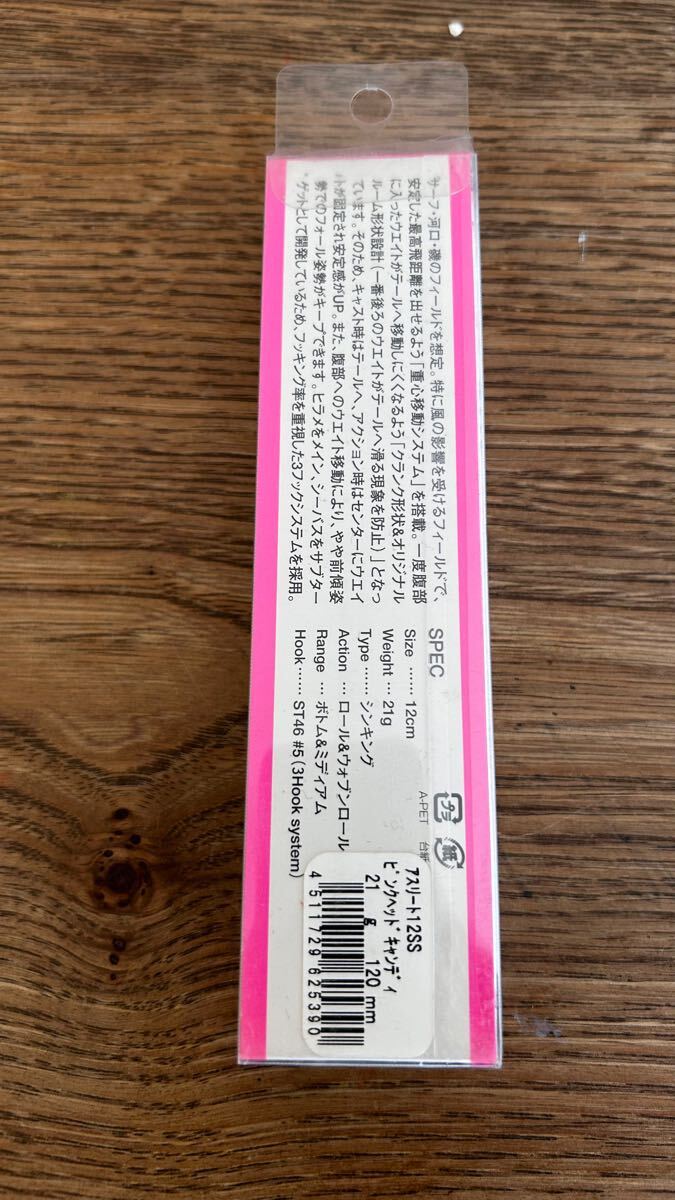 サーフ・河口・磯のフィールドを想定。特に風の影響を受けるフィールドで、
安定した最高飛距離を出せるよう「重心移動システム」を搭載。一度腹部
に入ったウエイトがテールへ移動しにくくなるよう「クランク形状&オリジナル
ルーム形状設計(一番後ろのウエイトがテールへ滑る現象を防止)」となっ
ています。そのため、キャスト時はテールへ、アクション時はセンターにウエイ
トが固定され安定感がUP。また、腹部へのウエイト移動により、やや前傾姿
勢でのフォール姿勢がキープできます。ヒラメをメイン、シーバスをサブター
ゲットとして開発しているため、フッキング率を重視した3フックシステムを採用。
SPEC
Size …… 12cm
Weight … 21g
Type …… シンキング
Action … ロール&ウォブンロール
Range … ボトム&ミディアム
Hook …… ST46 #5 (3Hook system)
プラ 紙
A-PET 台紙
アスリート12SS
ピンクヘッドキャンディ
21 g 120 mm
4 511729 625390